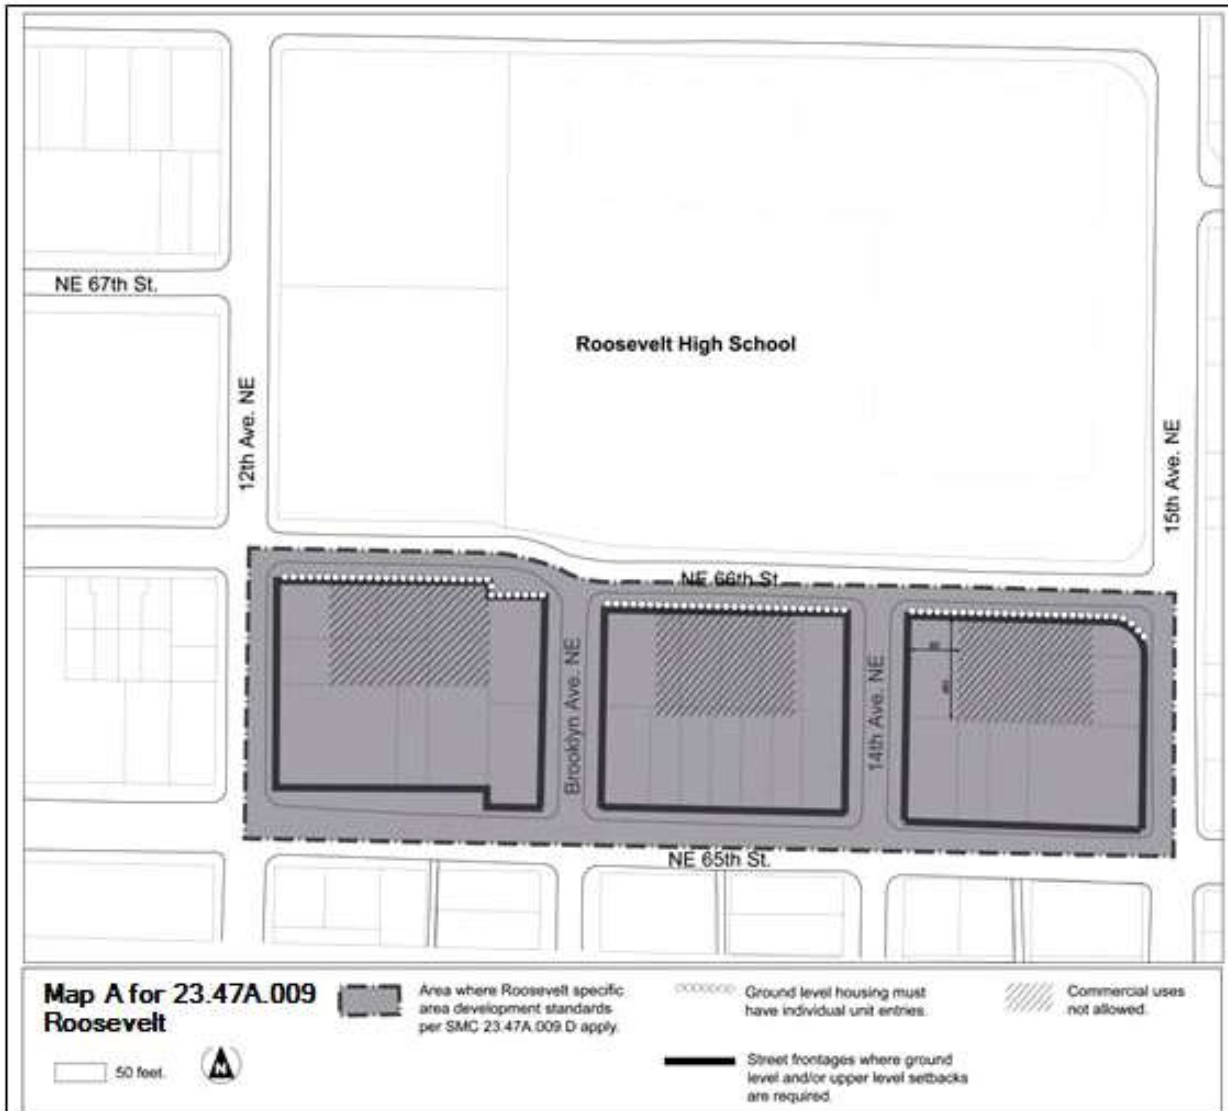 NE 67th St.
Roosevelt High School
12th Ave. NE
15th Ave. NE
NE 66th St.
Brooklyn Ave. NE
14th Ave. NE
NE 65th St.
Map A for 23.47A.009
Roosevelt
50 feet.
N
Area where Roosevelt specific
area development standards
per SMC 23.47A.009.D apply.
Ground level housing must
have individual unit entries.
Street frontages where ground
level and/or upper level setbacks
are required.
Commercial uses
not allowed.